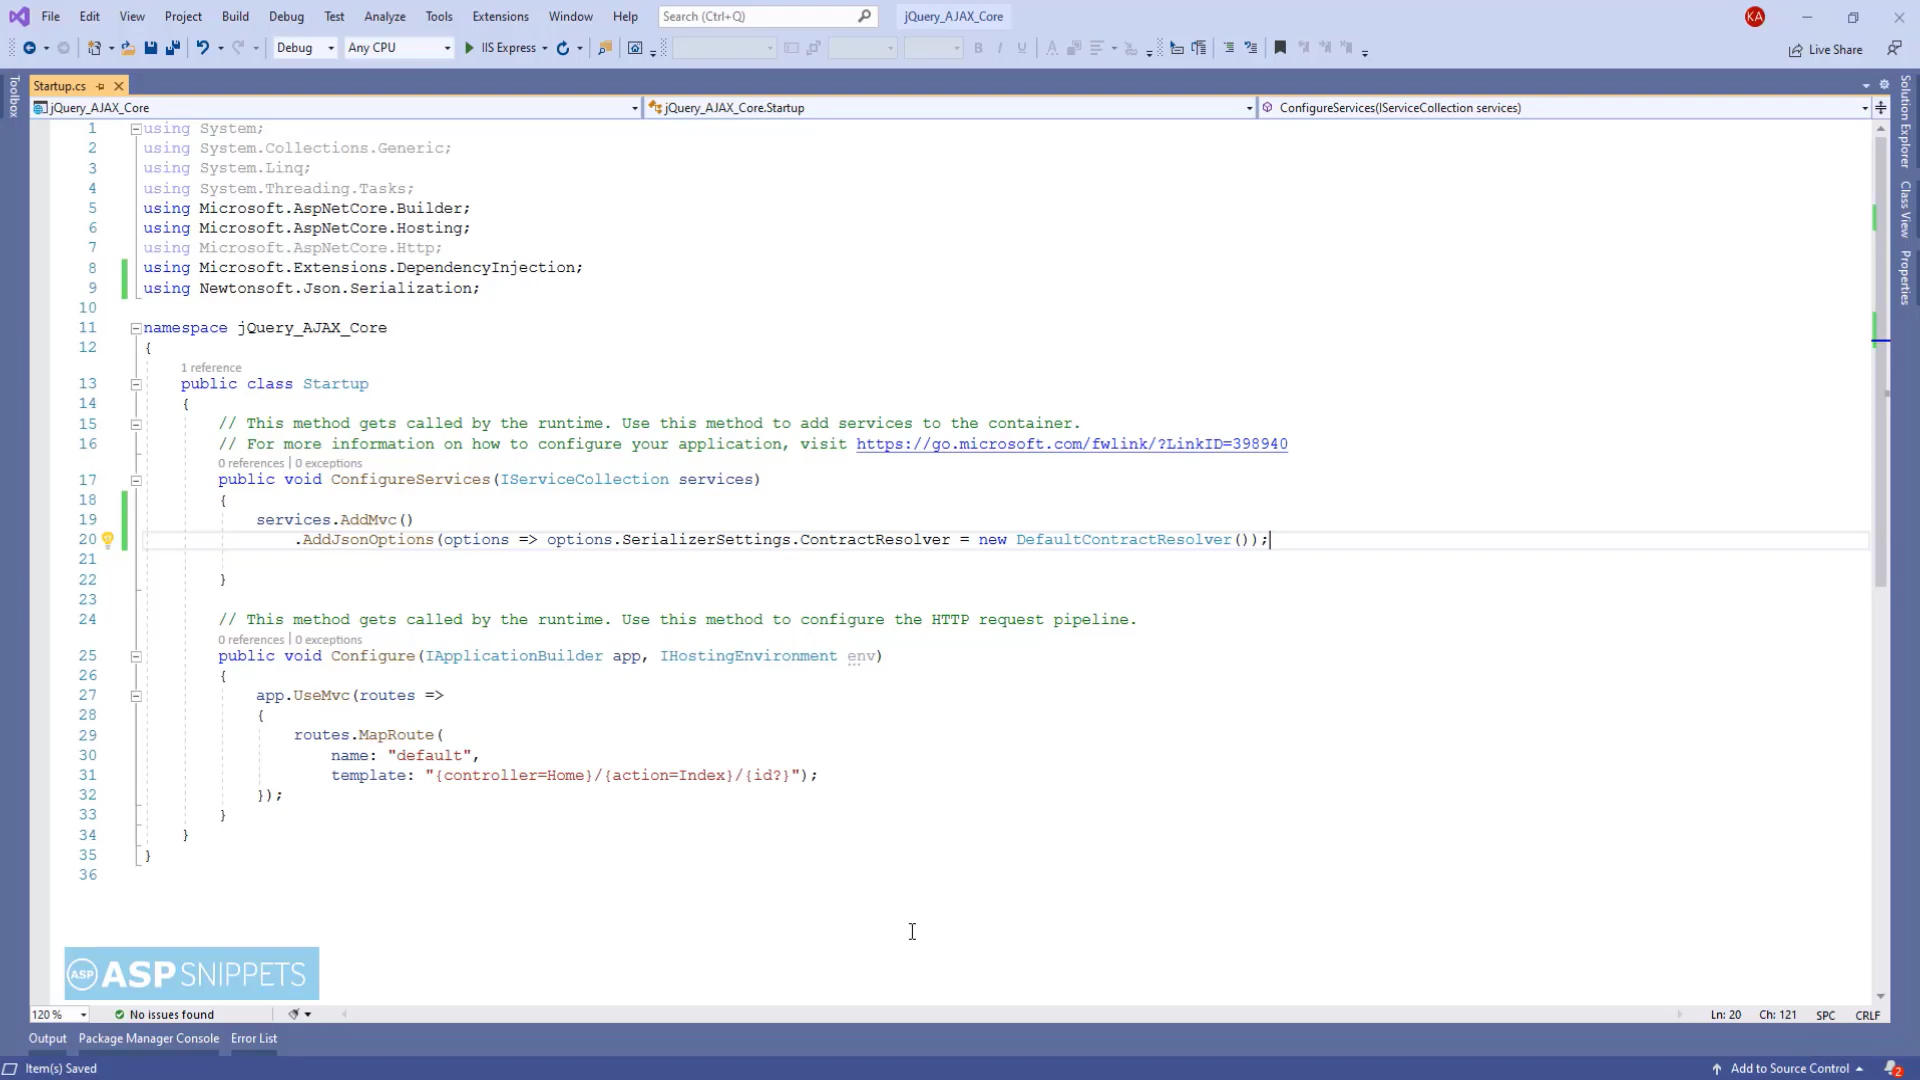 File Edit View Project Build Debug Test Analyze Tools Extensions Window Help Search (Ctrl+Q) jQuery_AJAX_Core KA
Debug Any CPU IIS Express Live Share
Toolbox
Startup.cs
jQuery_AJAX_Core jQuery_AJAX_Core.Startup ConfigureServices(IServiceCollection services)
1 using System;
2 using System.Collections.Generic;
3 using System.Linq;
4 using System.Threading.Tasks;
5 using Microsoft.AspNetCore.Builder;
6 using Microsoft.AspNetCore.Hosting;
7 using Microsoft.AspNetCore.Http;
8 using Microsoft.Extensions.DependencyInjection;
9 using Newtonsoft.Json.Serialization;
10
11 namespace jQuery_AJAX_Core
12 {
1 reference
13 public class Startup
14 {
15 // This method gets called by the runtime. Use this method to add services to the container.
16 // For more information on how to configure your application, visit https://go.microsoft.com/fwlink/?LinkID=398940
0 references | 0 exceptions
17 public void ConfigureServices(IServiceCollection services)
18 {
19 services.AddMvc()
20 .AddJsonOptions(options => options.SerializerSettings.ContractResolver = new DefaultContractResolver());
21
22 }
23
24 // This method gets called by the runtime. Use this method to configure the HTTP request pipeline.
0 references | 0 exceptions
25 public void Configure(IApplicationBuilder app, IHostingEnvironment env)
26 {
27 app.UseMvc(routes =>
28 {
29 routes.MapRoute(
30 name: "default",
31 template: "{controller=Home}/{action=Index}/{id?}");
32 });
33 }
34 }
35 }
36
Solution Explorer
Class View
Properties
ASP ASPSNIPPETS
120 % No issues found Ln: 20 Ch: 121 SPC CRLF
Output Package Manager Console Error List
Item(s) Saved Add to Source Control 2